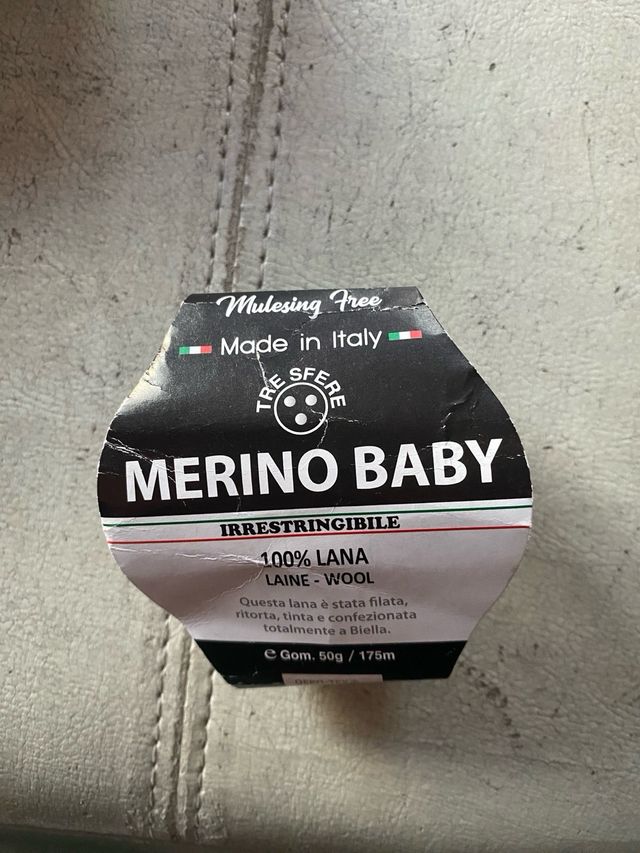 Mulesing Free
Made in Italy
TRE SFERE
MERINO BABY
IRRESTRINGIBILE
100% LANA
LAINE - WOOL
Questa lana è stata filata,
ritorta, tinta e confezionata
totalmente a Biella.
℮ Gom. 50g / 175m